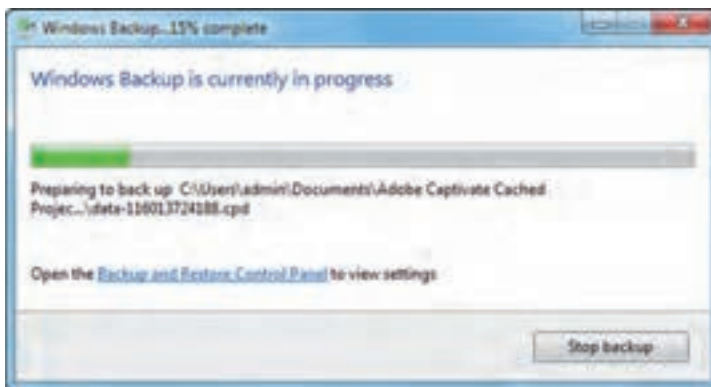 Windows Backup...15% complete
Windows Backup is currently in progress
Preparing to back up C:\Users\admin\Documents\Adobe Captivate Cached
Projec...\data-116013724188.cpd
Open the Backup and Restore Control Panel to view settings
Stop backup